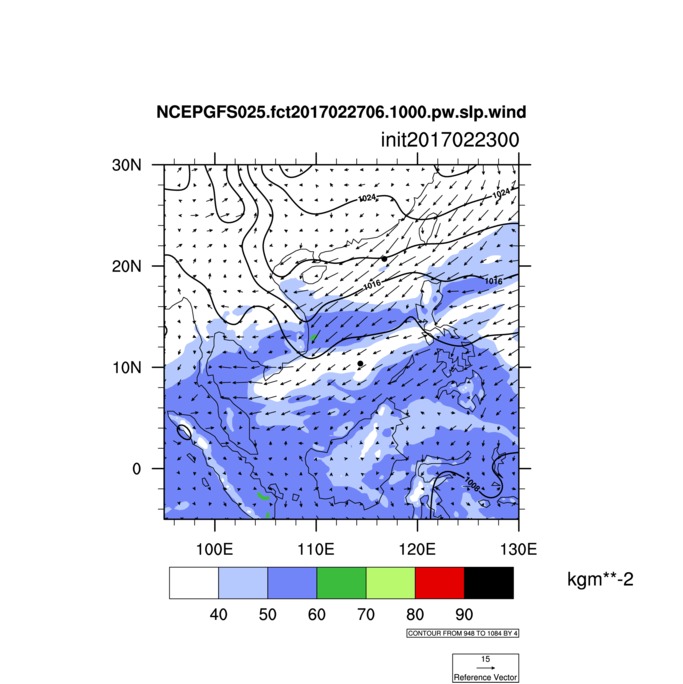 NCEPGFS025.fct2017022706.1000.pw.slp.wind
init2017022300
30N
1024
1024
20N
1016
1016
10N
0
1008
100E 110E 120E 130E
kgm**-2
40 50 60 70 80 90
CONTOUR FROM 948 TO 1084 BY 4
15
Reference Vector